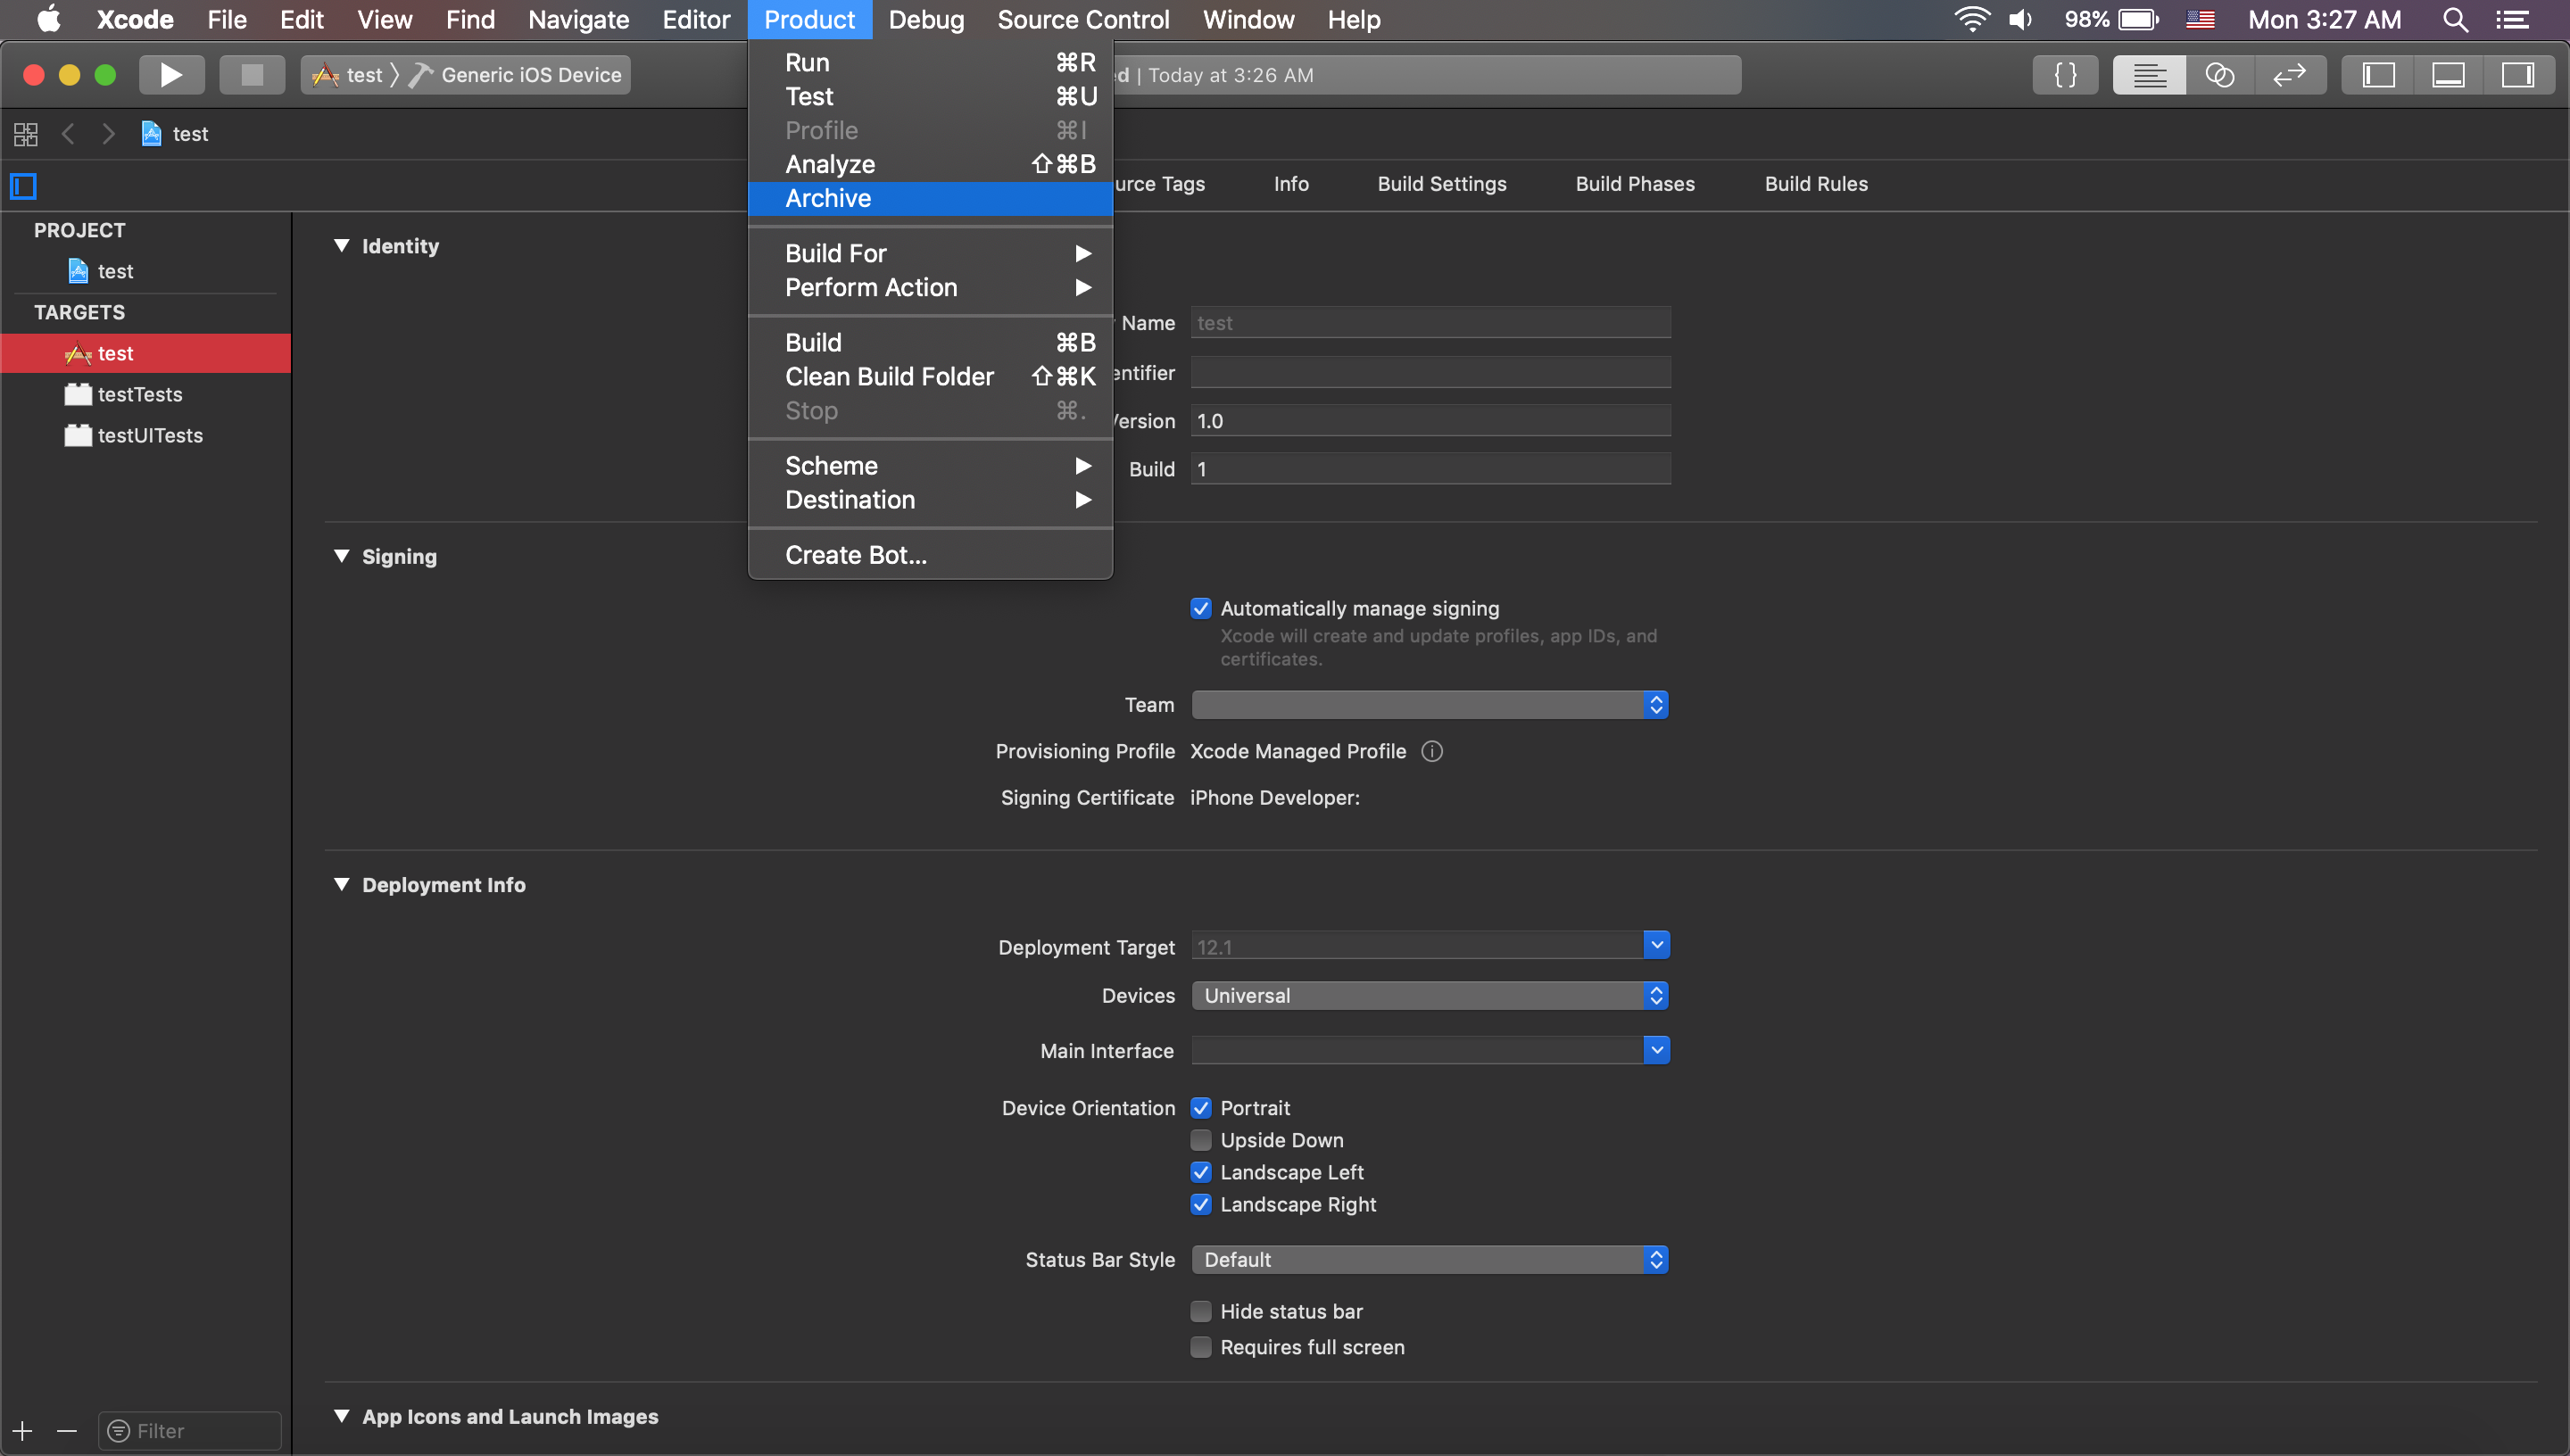 Xcode File Edit View Find Navigate Editor Product Debug Source Control Window Help 98% Mon 3:27 AM
test Generic iOS Device d | Today at 3:26 AM { }
test
urce Tags Info Build Settings Build Phases Build Rules
PROJECT
test
TARGETS
test
testTests
testUITests
Filter
Run ⌘R
Test ⌘U
Profile ⌘I
Analyze ⇧⌘B
Archive
Build For
Perform Action
Build ⌘B
Clean Build Folder ⇧⌘K
Stop ⌘.
Scheme
Destination
Create Bot...
Identity
Name test
entifier
Version 1.0
Build 1
Signing
Automatically manage signing
Xcode will create and update profiles, app IDs, and
certificates.
Team
Provisioning Profile Xcode Managed Profile
Signing Certificate iPhone Developer:
Deployment Info
Deployment Target 12.1
Devices Universal
Main Interface
Device Orientation Portrait
Upside Down
Landscape Left
Landscape Right
Status Bar Style Default
Hide status bar
Requires full screen
App Icons and Launch Images